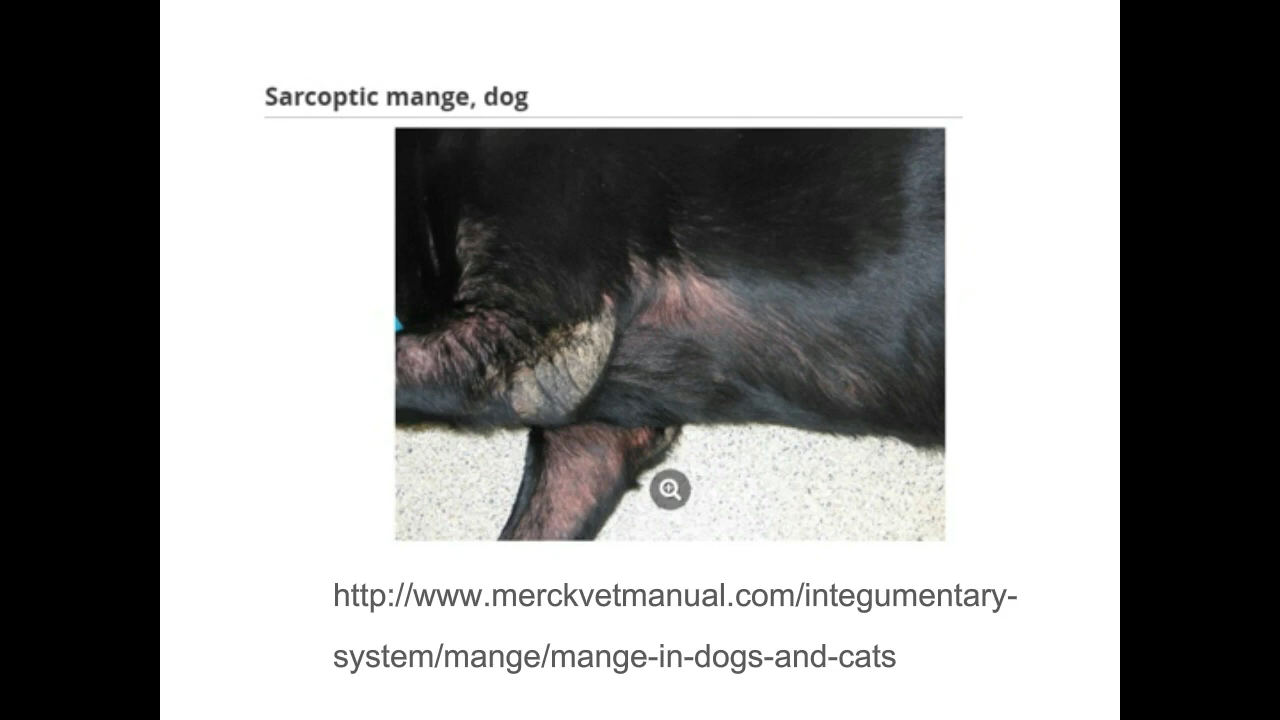 Sarcoptic mange, dog
http://www.merckvetmanual.com/integumentary-
system/mange/mange-in-dogs-and-cats